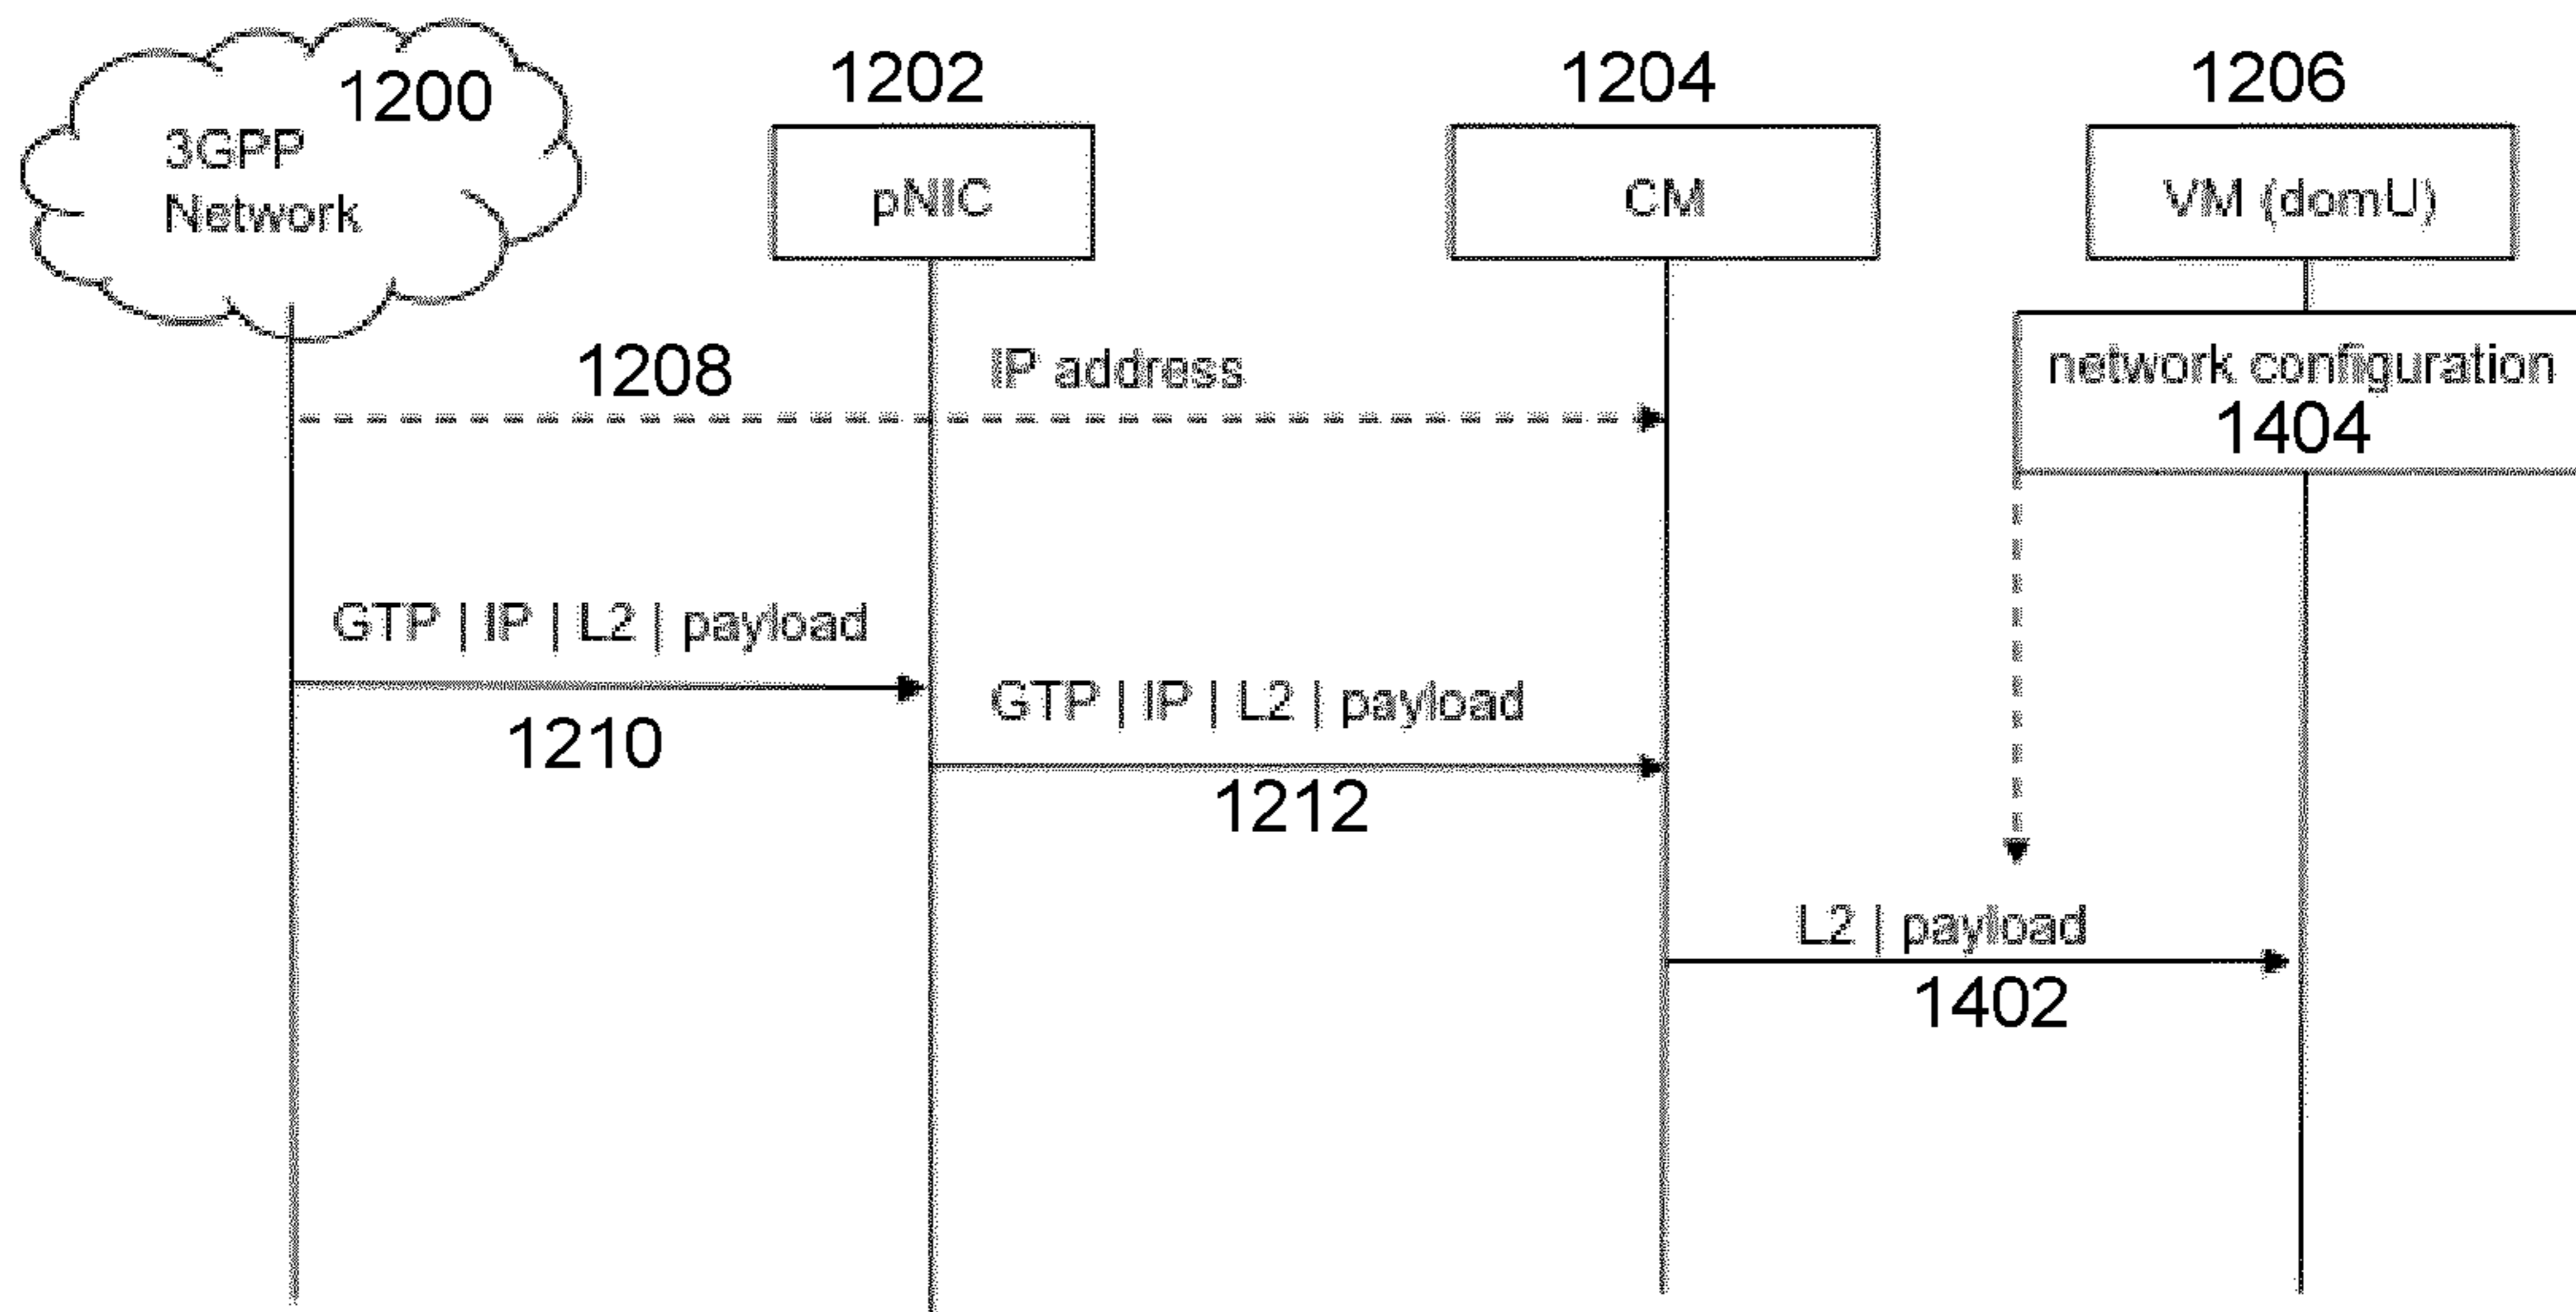 1200
3GPP
Network
1202
pNIC
1204
CM
1206
VM (domU)
1208
IP address
network configuration
1404
GTP | IP | L2 | payload
1210
GTP | IP | L2 | payload
1212
L2 | payload
1402